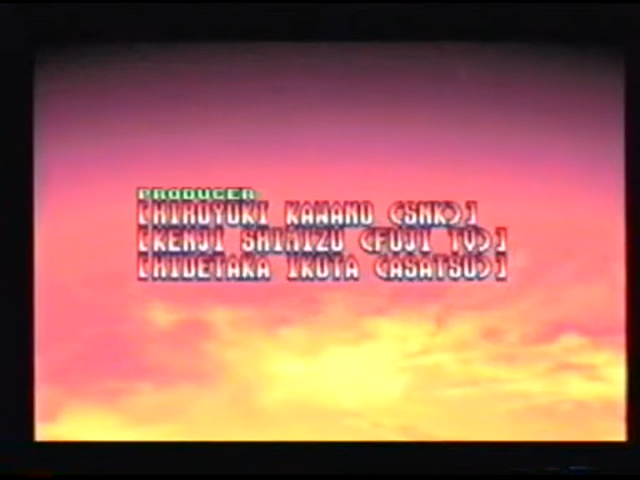 PRODUCER
[HIROYUKI KAWANO (SNK)]
[KENJI SHIMIZU (FUJI TV)]
[HIDETAKA IKUTA (ASATSU)]